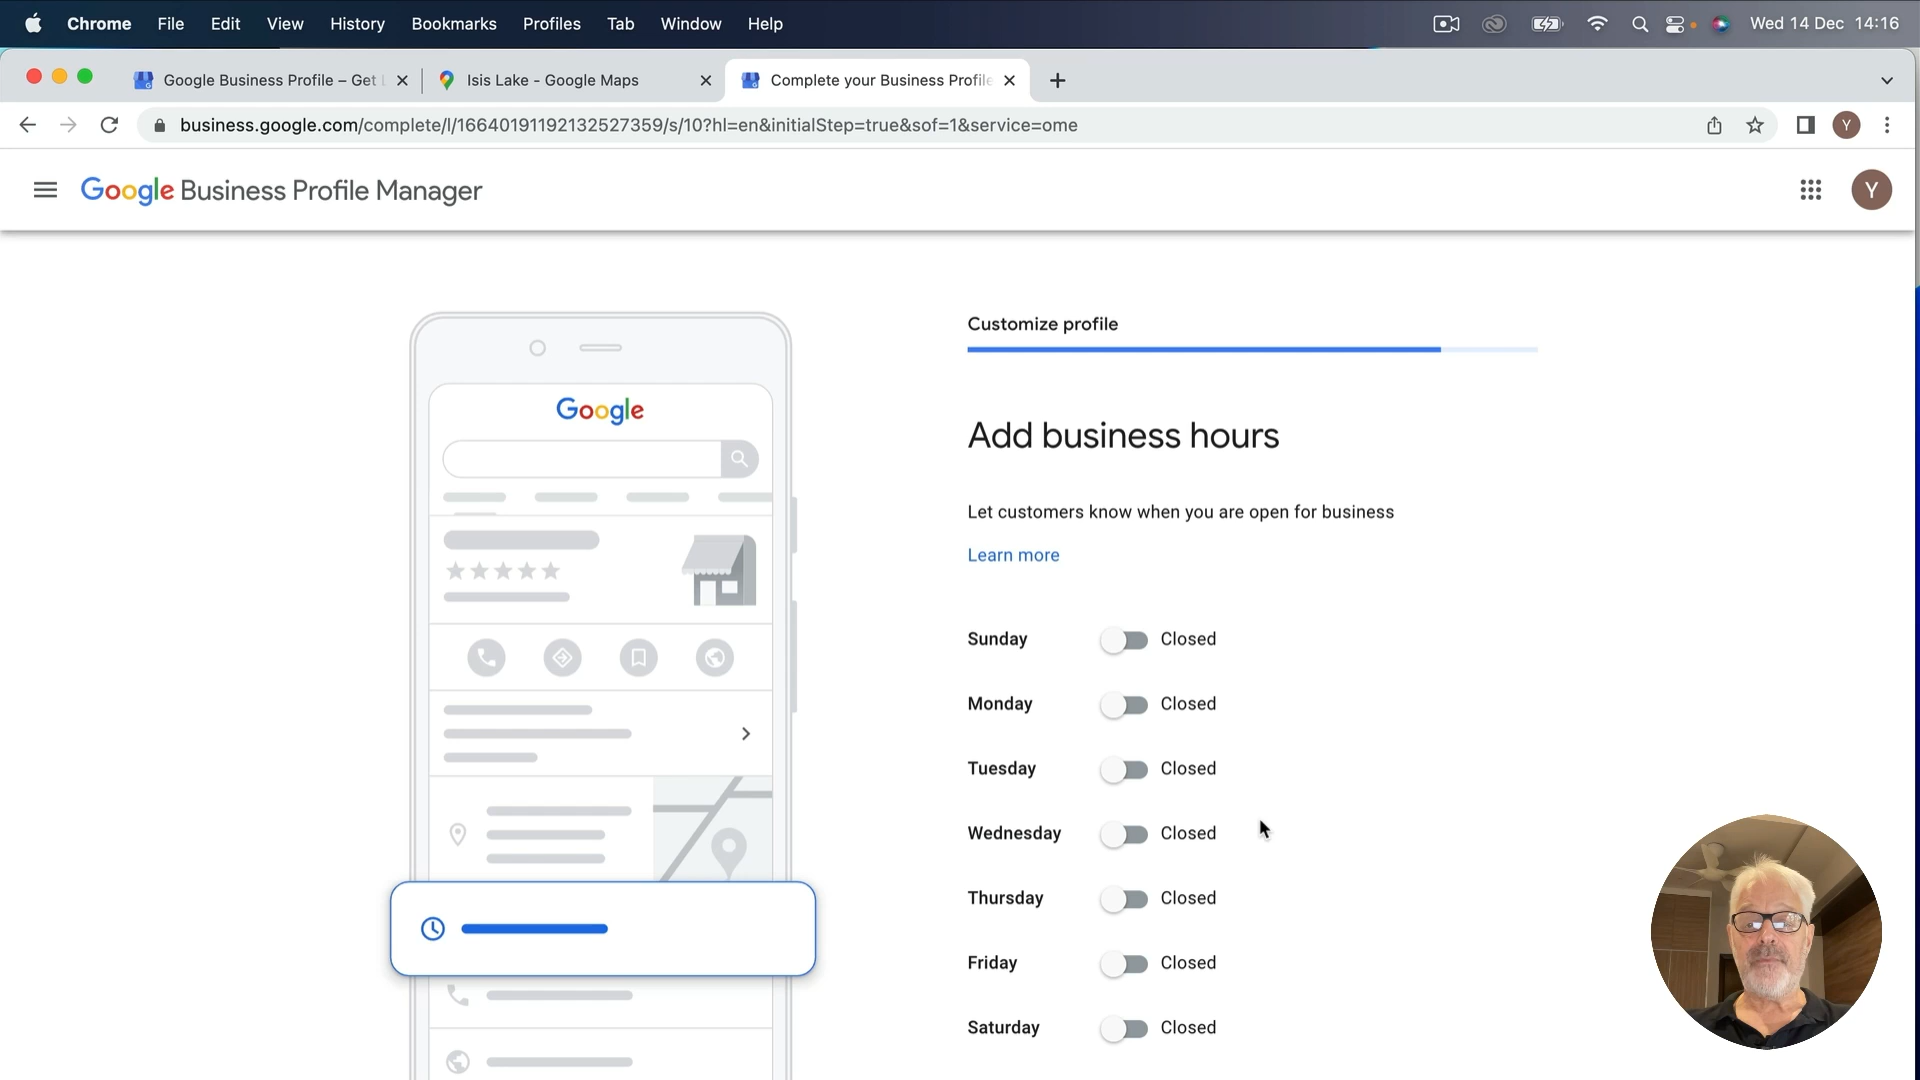 Chrome File Edit View History Bookmarks Profiles Tab Window Help Wed 14 Dec 14:16
Google Business Profile – Get L Isis Lake - Google Maps Complete your Business Profile
business.google.com/complete/l/16640191192132527359/s/10?hl=en&initialStep=true&sof=1&service=ome Y
Google Business Profile Manager Y
Customize profile
Google
Add business hours
Let customers know when you are open for business
Learn more
Sunday Closed
Monday Closed
Tuesday Closed
Wednesday Closed
Thursday Closed
Friday Closed
Saturday Closed